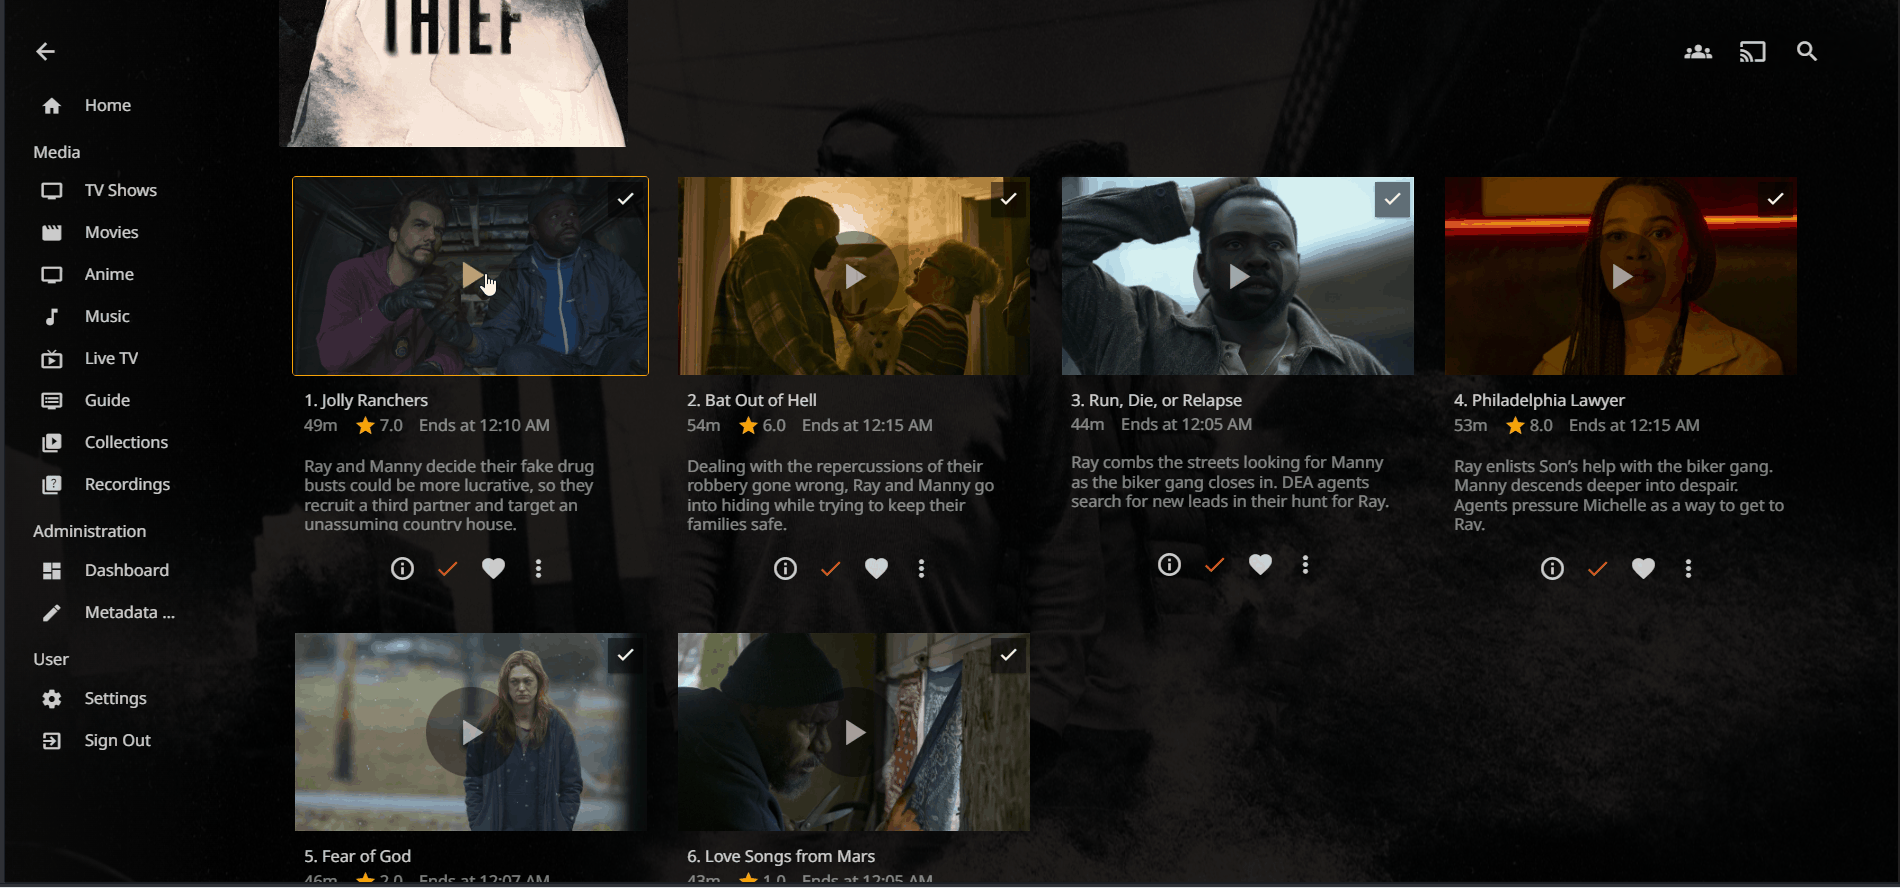 THIEF
Home
Media
TV Shows
Movies
Anime
Music
Live TV
Guide
Collections
Recordings
Administration
Dashboard
Metadata ...
User
Settings
Sign Out
1. Jolly Ranchers
49m 7.0 Ends at 12:10 AM
Ray and Manny decide their fake drug
busts could be more lucrative, so they
recruit a third partner and target an
unassuming country house.
2. Bat Out of Hell
54m 6.0 Ends at 12:15 AM
Dealing with the repercussions of their
robbery gone wrong, Ray and Manny go
into hiding while trying to keep their
families safe.
3. Run, Die, or Relapse
44m Ends at 12:05 AM
Ray combs the streets looking for Manny
as the biker gang closes in. DEA agents
search for new leads in their hunt for Ray.
4. Philadelphia Lawyer
53m 8.0 Ends at 12:15 AM
Ray enlists Son’s help with the biker gang.
Manny descends deeper into despair.
Agents pressure Michelle as a way to get to
Ray.
5. Fear of God
46m 2.0 Ends at 12:07 AM
6. Love Songs from Mars
43m 1.0 Ends at 12:05 AM